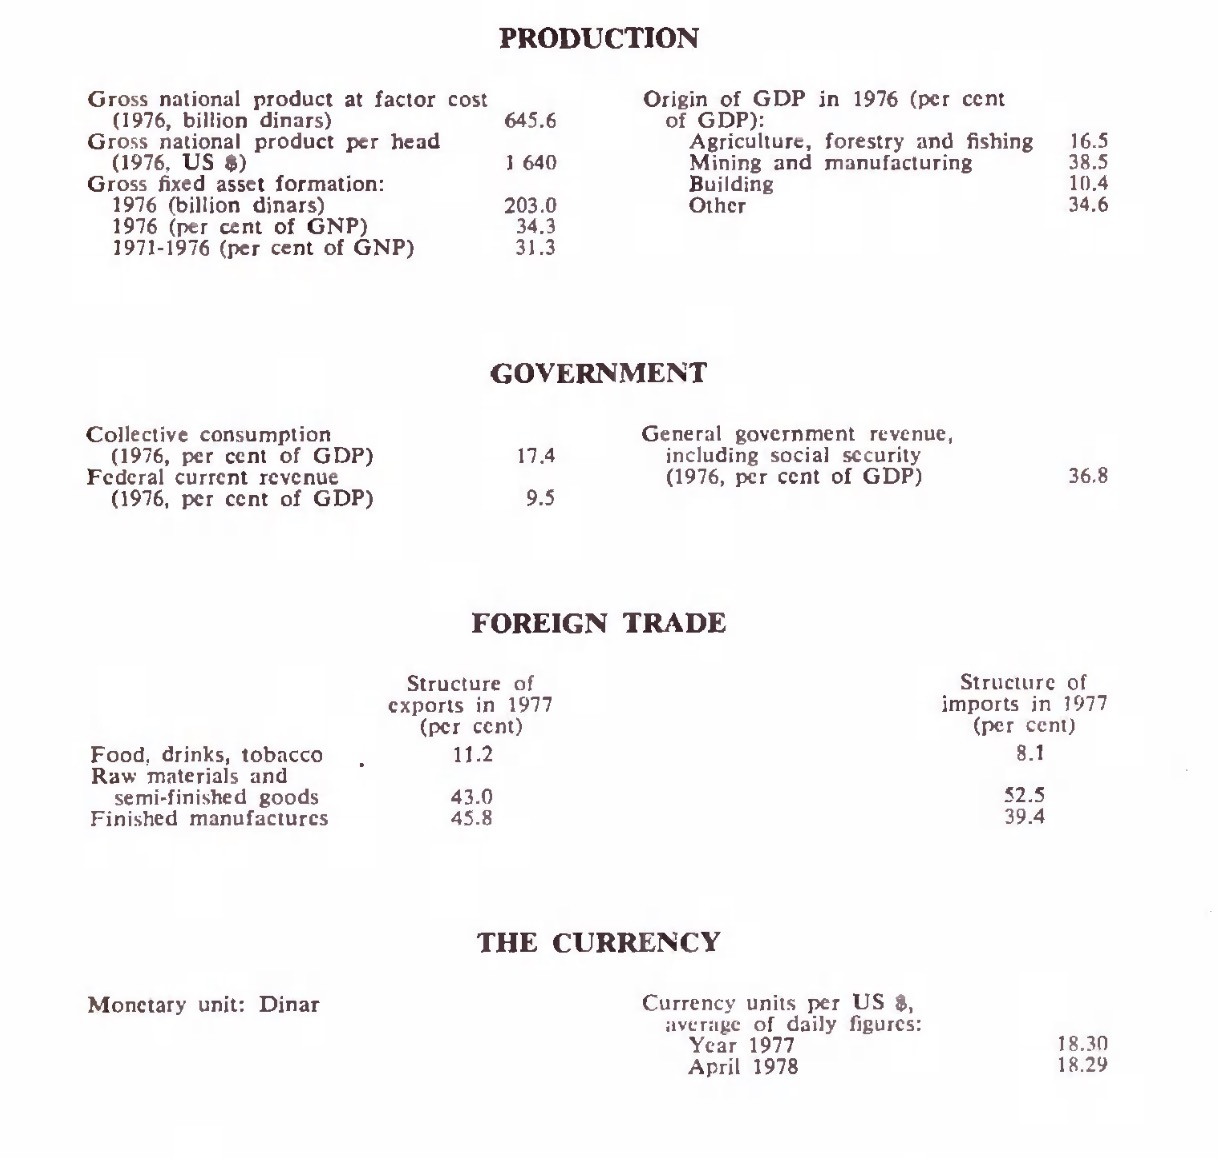 PRODUCTION
Gross national product at factor cost
(1976, billion dinars) 645.6
Gross national product per head
(1976, US $) 1 640
Gross fixed asset formation:
1976 (billion dinars) 203.0
1976 (per cent of GNP) 34.3
1971-1976 (per cent of GNP) 31.3
Origin of GDP in 1976 (per cent
of GDP):
Agriculture, forestry and fishing 16.5
Mining and manufacturing 38.5
Building 10.4
Other 34.6
GOVERNMENT
Collective consumption
(1976, per cent of GDP) 17.4
Federal current revenue
(1976, per cent of GDP) 9.5
General government revenue,
including social security
(1976, per cent of GDP) 36.8
FOREIGN TRADE
Structure of
exports in 1977
(per cent)
Structure of
imports in 1977
(per cent)
Food, drinks, tobacco 11.2 8.1
Raw materials and
semi-finished goods 43.0 52.5
Finished manufactures 45.8 39.4
THE CURRENCY
Monetary unit: Dinar
Currency units per US $,
average of daily figures:
Year 1977 18.30
April 1978 18.29